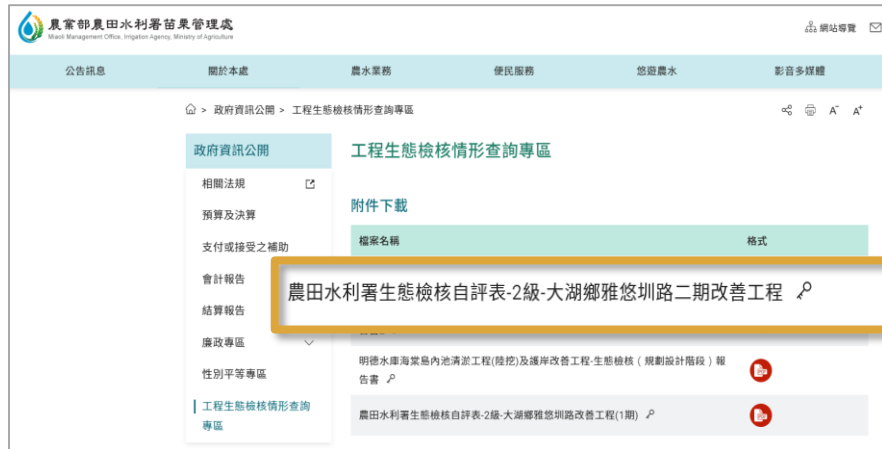 農業部農田水利署苗栗管理處
Miaoli Management Office, Irrigation Agency, Ministry of Agriculture
網站導覽
公告訊息 關於本處 農水業務 便民服務 悠遊農水 影音多媒體
> 政府資訊公開 > 工程生態檢核情形查詢專區
A⁻ A⁺
政府資訊公開
相關法規
預算及決算
支付或接受之補助
會計報告
結算報告
廉政專區
性別平等專區
工程生態檢核情形查詢
專區
工程生態檢核情形查詢專區
附件下載
檔案名稱 格式
農田水利署生態檢核自評表-2級-大湖鄉雅悠圳路二期改善工程
明德水庫海棠島內池清淤工程(陸挖)及護岸改善工程-生態檢核（規劃設計階段）報
告書
農田水利署生態檢核自評表-2級-大湖鄉雅悠圳路改善工程(1期)